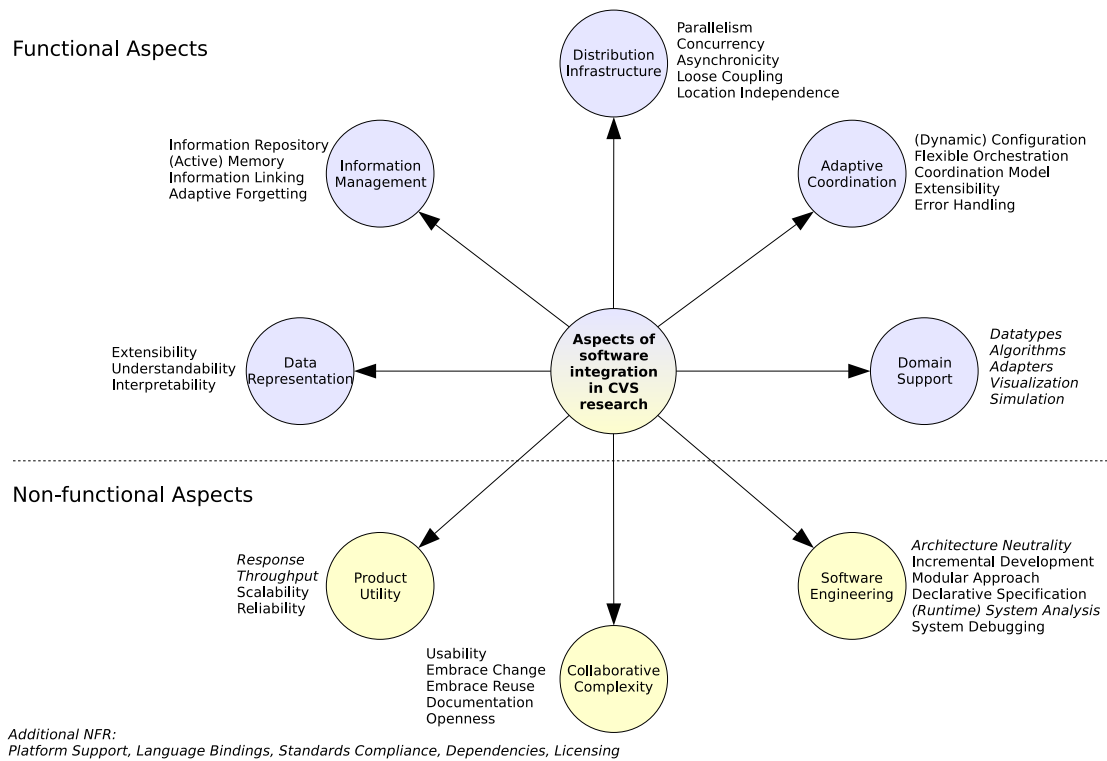 Functional Aspects
Distribution
Infrastructure
Parallelism
Concurrency
Asynchronicity
Loose Coupling
Location Independence
Information Repository
(Active) Memory
Information Linking
Adaptive Forgetting
Information
Management
Adaptive
Coordination
(Dynamic) Configuration
Flexible Orchestration
Coordination Model
Extensibility
Error Handling
Extensibility
Understandability
Interpretability
Data
Representation
Aspects of
software
integration
in CVS
research
Domain
Support
Datatypes
Algorithms
Adapters
Visualization
Simulation
Non-functional Aspects
Response
Throughput
Scalability
Reliability
Product
Utility
Software
Engineering
Architecture Neutrality
Incremental Development
Modular Approach
Declarative Specification
(Runtime) System Analysis
System Debugging
Usability
Embrace Change
Embrace Reuse
Documentation
Openness
Collaborative
Complexity
Additional NFR:
Platform Support, Language Bindings, Standards Compliance, Dependencies, Licensing